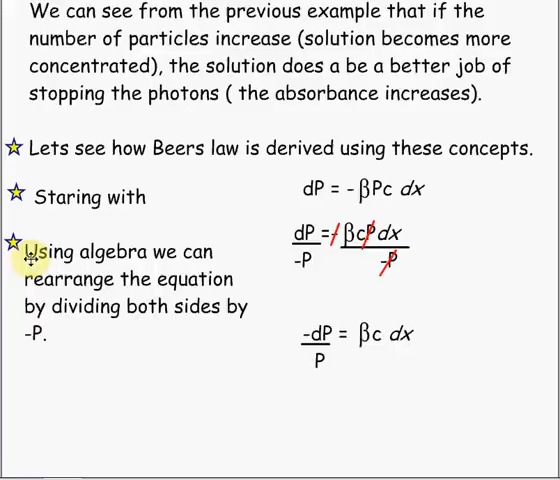 We can see from the previous example that if the
number of particles increase (solution becomes more
concentrated), the solution does a be a better job of
stopping the photons ( the absorbance increases).
Lets see how Beers law is derived using these concepts.
Staring with
dP = - βPc dx
Using algebra we can
rearrange the equation
by dividing both sides by
-P.
dP = - βcP dx
-P -P
-dP = βc dx
P